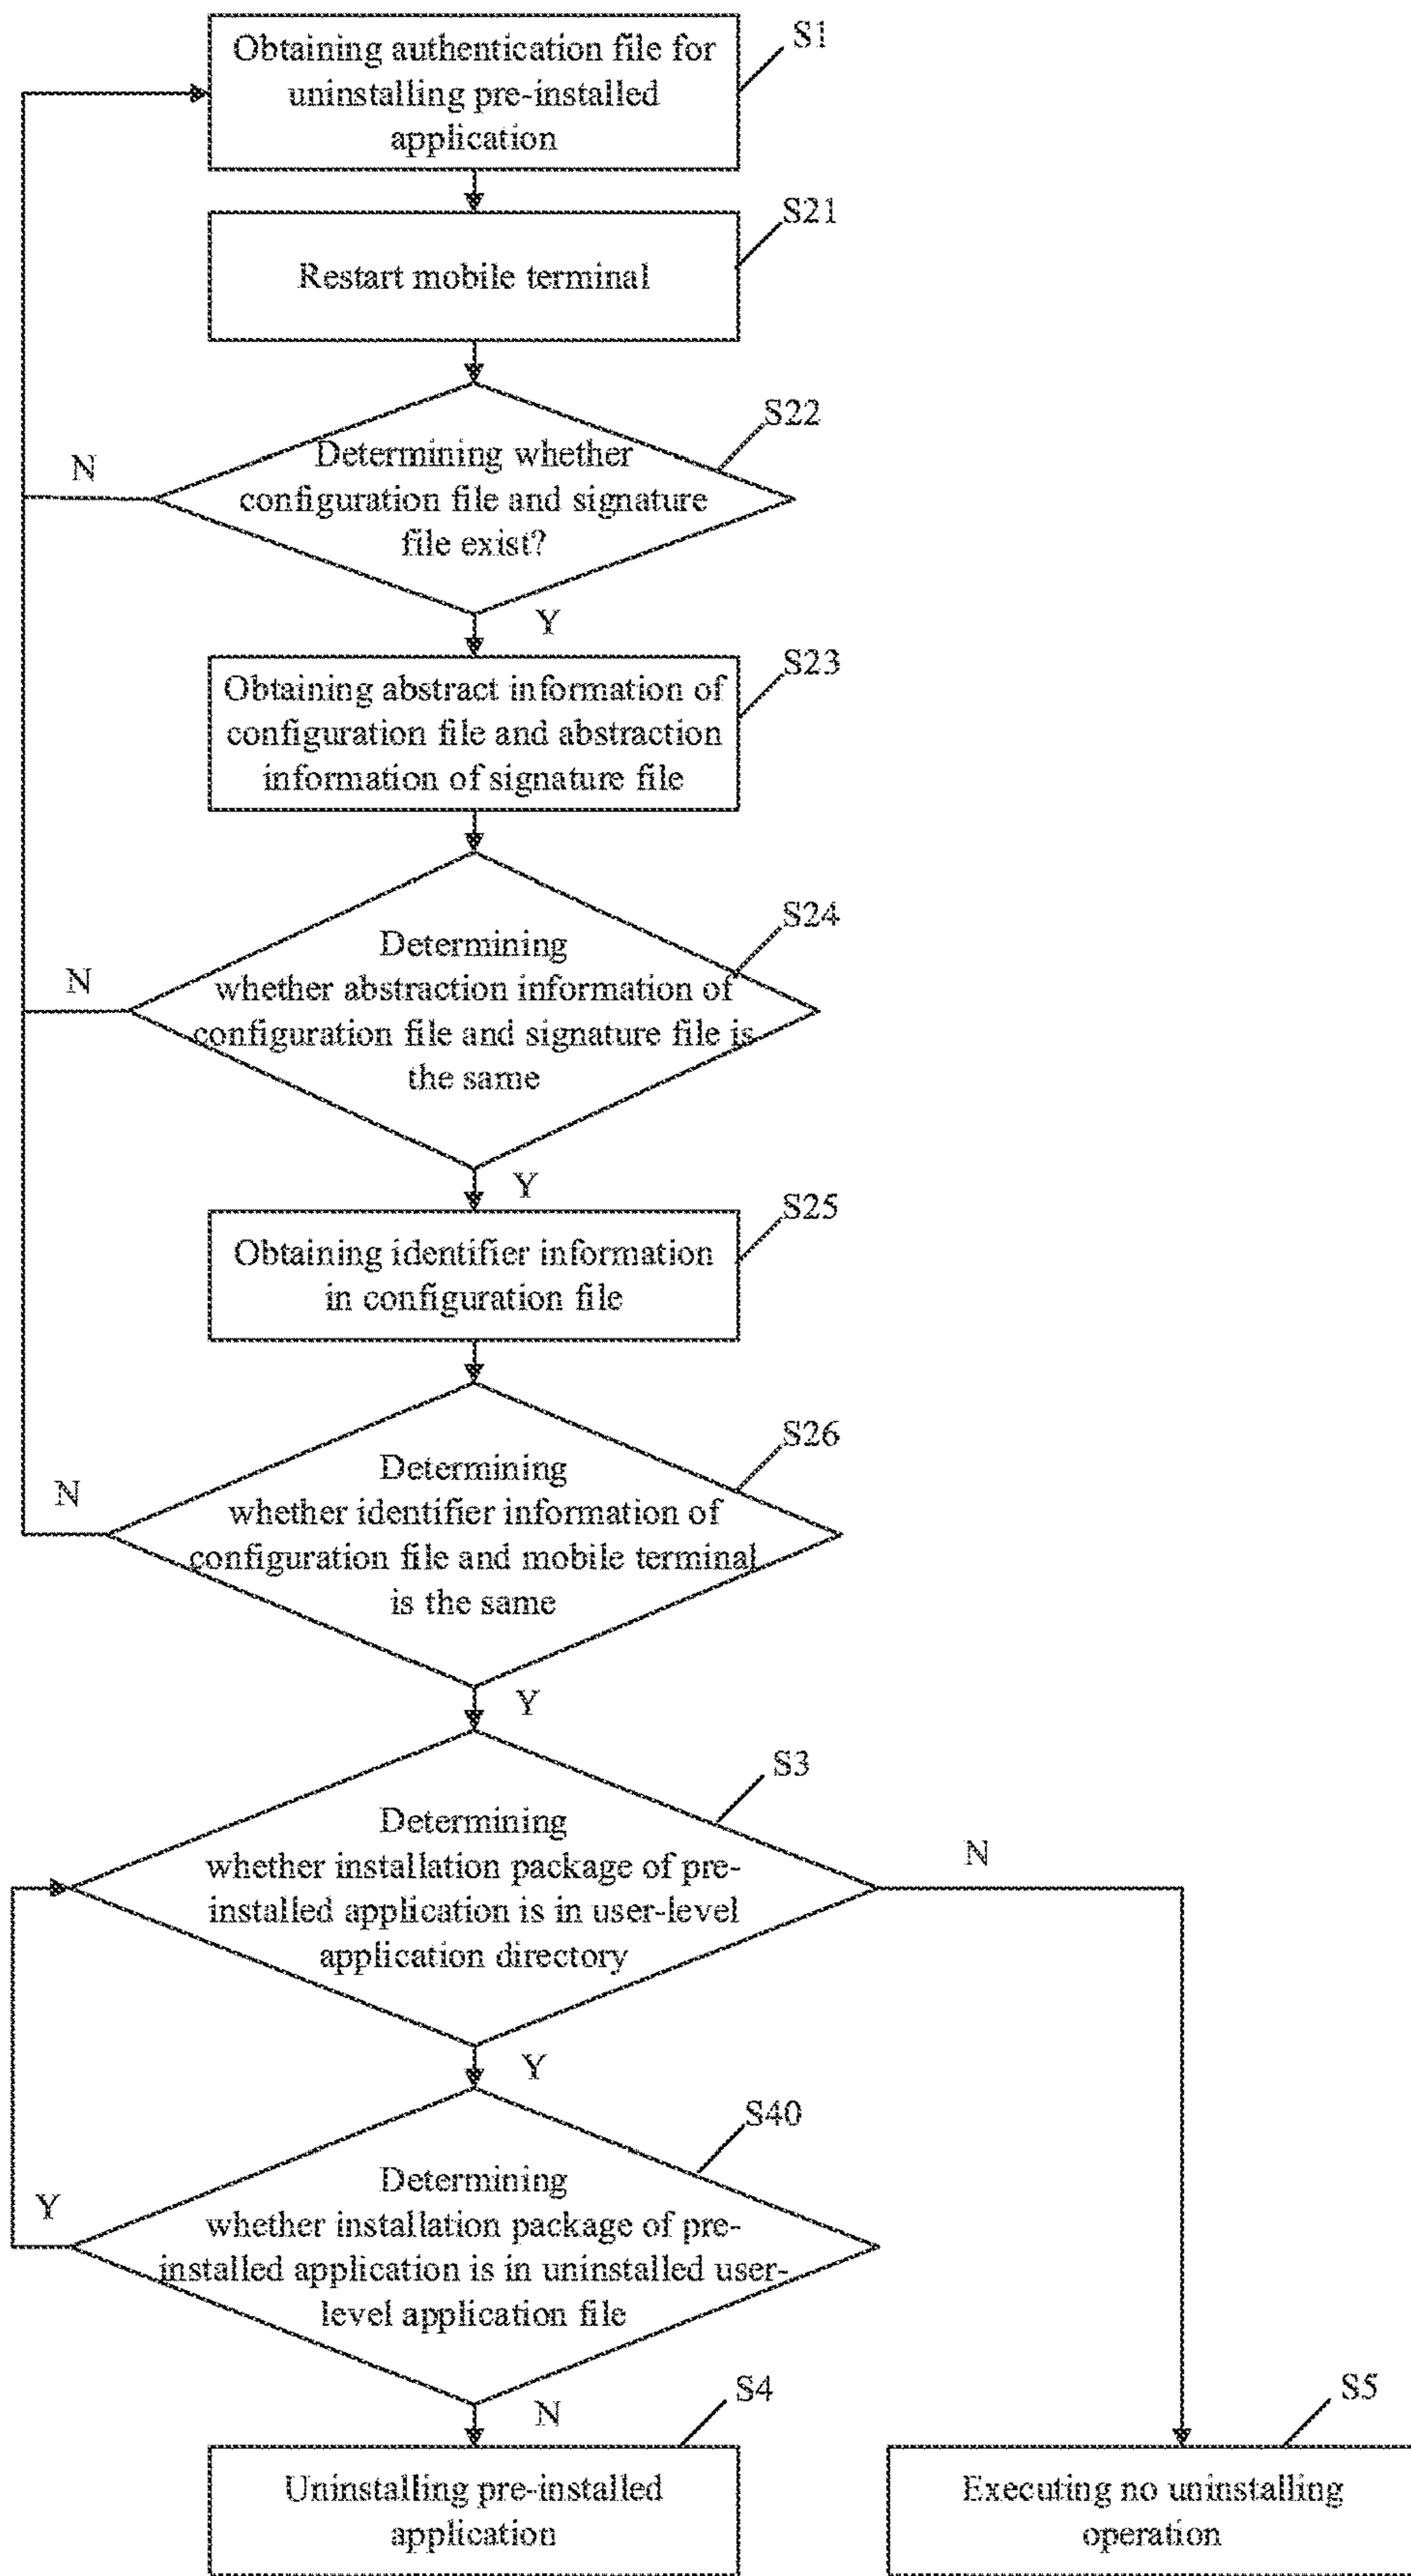 Obtaining authentication file for
uninstalling pre-installed
application
S1
Restart mobile terminal
S21
Determining whether
configuration file and signature
file exist?
S22
N
Y
Obtaining abstract information of
configuration file and abstraction
information of signature file
S23
Determining
whether abstraction information of
configuration file and signature file is
the same
S24
N
Y
Obtaining identifier information
in configuration file
S25
Determining
whether identifier information of
configuration file and mobile terminal
is the same
S26
N
Y
Determining
whether installation package of pre-
installed application is in user-level
application directory
S3
N
Y
Determining
whether installation package of pre-
installed application is in uninstalled user-
level application file
S40
Y
N
Uninstalling pre-installed
application
S4
Executing no uninstalling
operation
S5